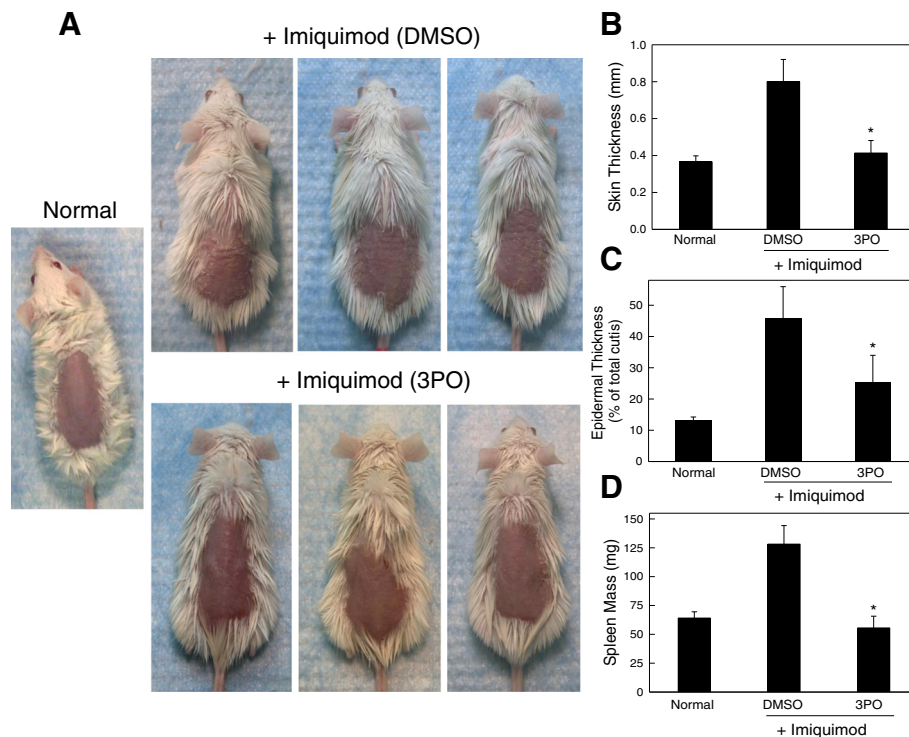 A
+ Imiquimod (DMSO)
Normal
+ Imiquimod (3PO)
B
Skin Thickness (mm)
1.0
0.8
0.6
0.4
0.2
0.0
*
Normal
DMSO
3PO
+ Imiquimod
C
Epidermal Thickness
(% of total cutis)
50
40
30
20
10
0
*
Normal
DMSO
3PO
+ Imiquimod
D
Spleen Mass (mg)
150
125
100
75
50
25
0
*
Normal
DMSO
3PO
+ Imiquimod